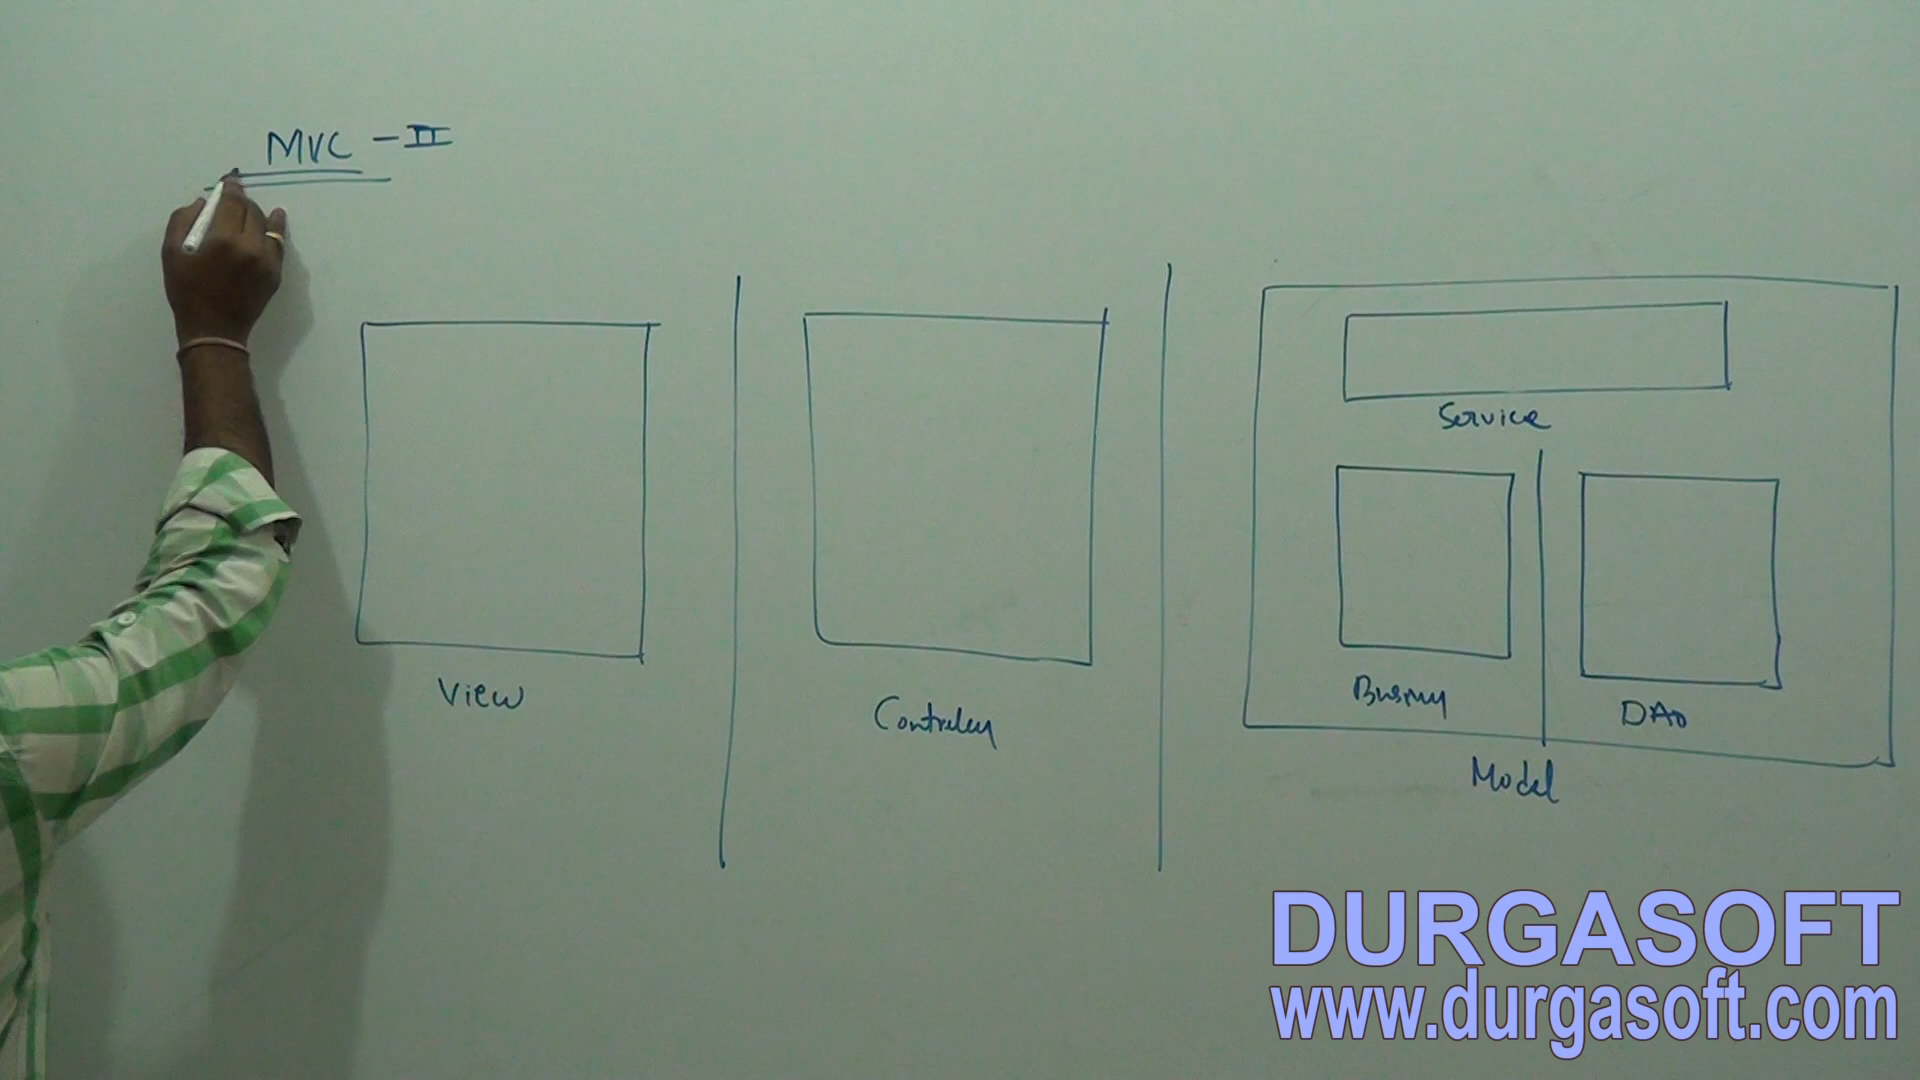 MVC - II
View
Controller
Service
Business
DAO
Model
DURGASOFT
www.durgasoft.com